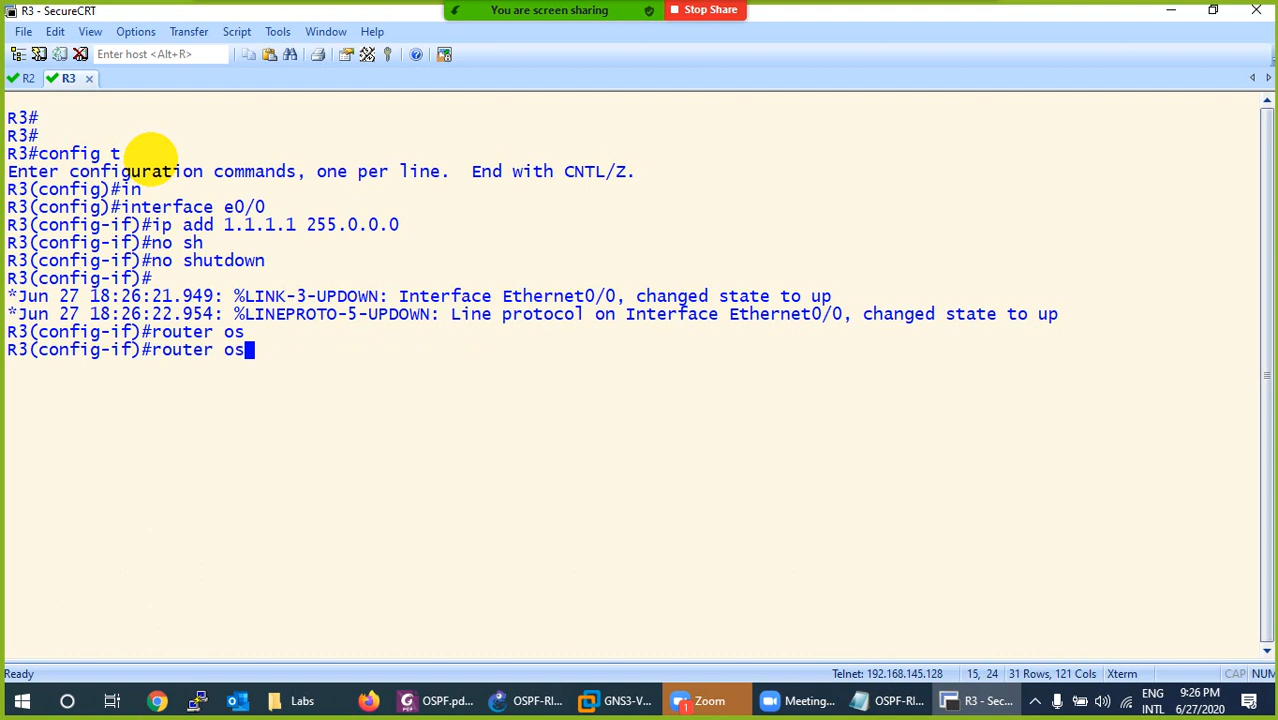 R3 - SecureCRT
You are screen sharing
Stop Share
File Edit View Options Transfer Script Tools Window Help
Enter host <Alt+R>
R2 R3
R3#
R3#
R3#config t
Enter configuration commands, one per line.  End with CNTL/Z.
R3(config)#in
R3(config)#interface e0/0
R3(config-if)#ip add 1.1.1.1 255.0.0.0
R3(config-if)#no sh
R3(config-if)#no shutdown
R3(config-if)#
*Jun 27 18:26:21.949: %LINK-3-UPDOWN: Interface Ethernet0/0, changed state to up
*Jun 27 18:26:22.954: %LINEPROTO-5-UPDOWN: Line protocol on Interface Ethernet0/0, changed state to up
R3(config-if)#router os
R3(config-if)#router os
Ready Telnet: 192.168.145.128 15, 24 31 Rows, 121 Cols Xterm CAP NUM
Labs OSPF.pd... OSPF-RI... GNS3-V... 1 Zoom Meeting... OSPF-RI... R3 - Sec... ENG 9:26 PM
INTL 6/27/2020